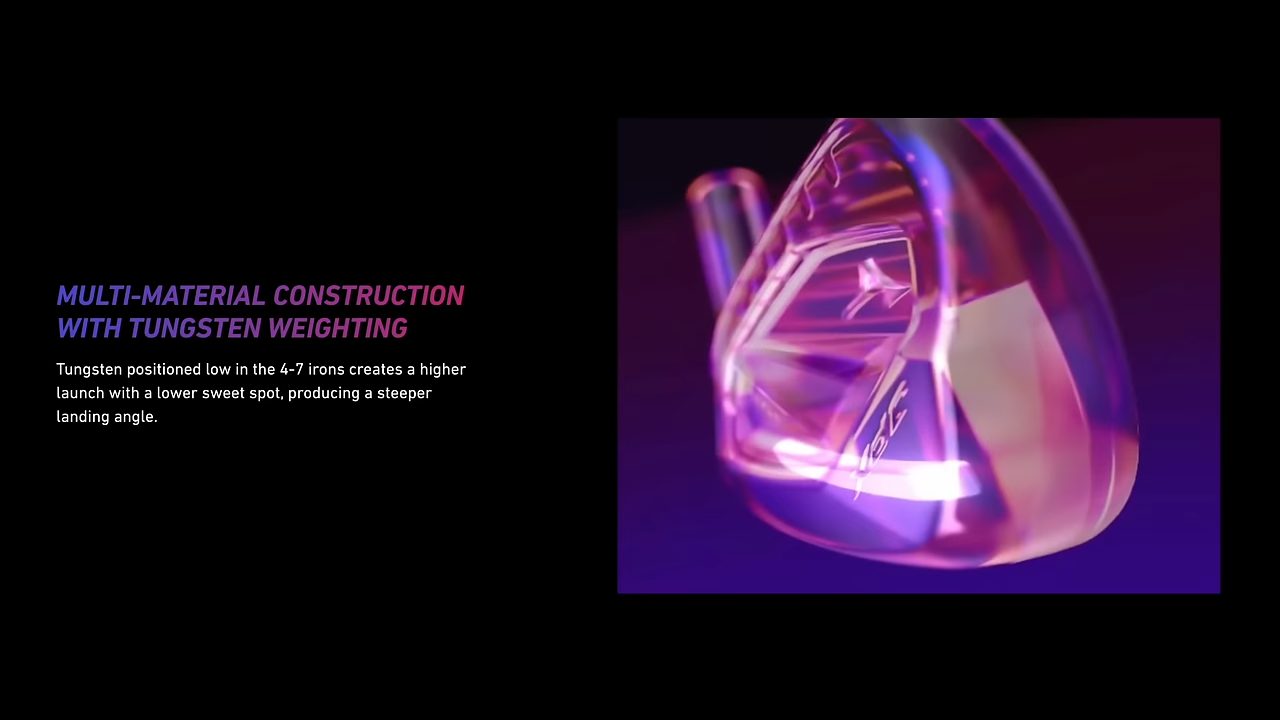 MULTI-MATERIAL CONSTRUCTION
WITH TUNGSTEN WEIGHTING
Tungsten positioned low in the 4-7 irons creates a higher
launch with a lower sweet spot, producing a steeper
landing angle.